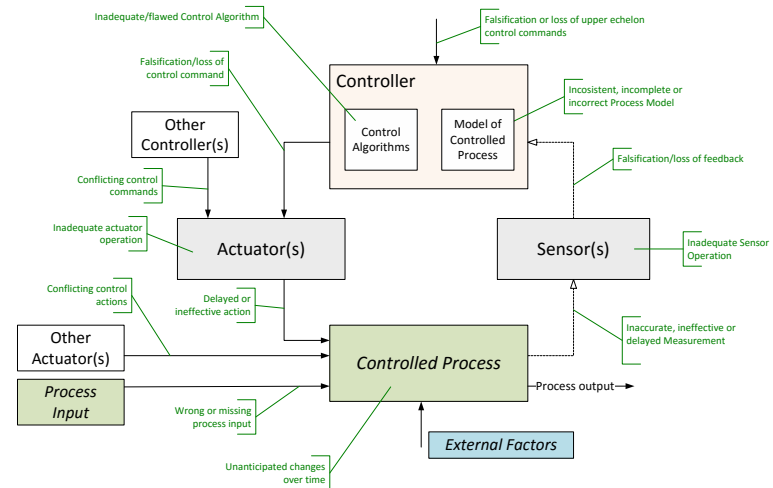 Inadequate/flawed Control Algorithm
Falsification or loss of upper echelon
control commands
Falsification/loss of
control command
Controller
Incosistent, incomplete or
incorrect Process Model
Other
Controller(s)
Control
Algorithms
Model of
Controlled
Process
Falsification/loss of feedback
Conflicting control
commands
Inadequate actuator
operation
Actuator(s)
Sensor(s)
Inadequate Sensor
Operation
Conflicting control
actions
Delayed or
ineffective action
Other
Actuator(s)
Controlled Process
Inaccurate, ineffective or
delayed Measurement
Process
Input
Process output
Wrong or missing
process input
External Factors
Unanticipated changes
over time